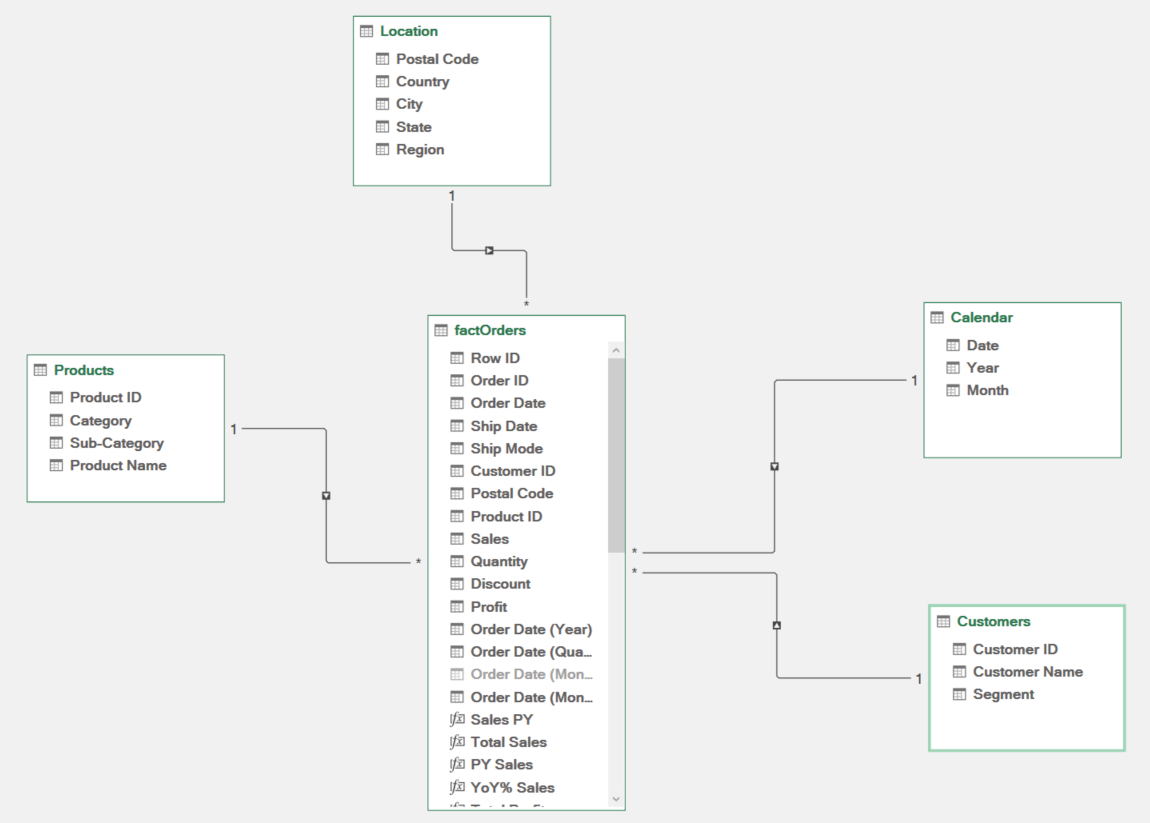 Location
Postal Code
Country
City
State
Region
1
*
factOrders
Row ID
Order ID
Order Date
Ship Date
Ship Mode
Customer ID
Postal Code
Product ID
Sales
Quantity
Discount
Profit
Order Date (Year)
Order Date (Qua...
Order Date (Mon...
Order Date (Mon...
Sales PY
Total Sales
PY Sales
YoY% Sales
Products
Product ID
Category
Sub-Category
Product Name
1
*
Calendar
Date
Year
Month
1
*
*
Customers
Customer ID
Customer Name
Segment
1